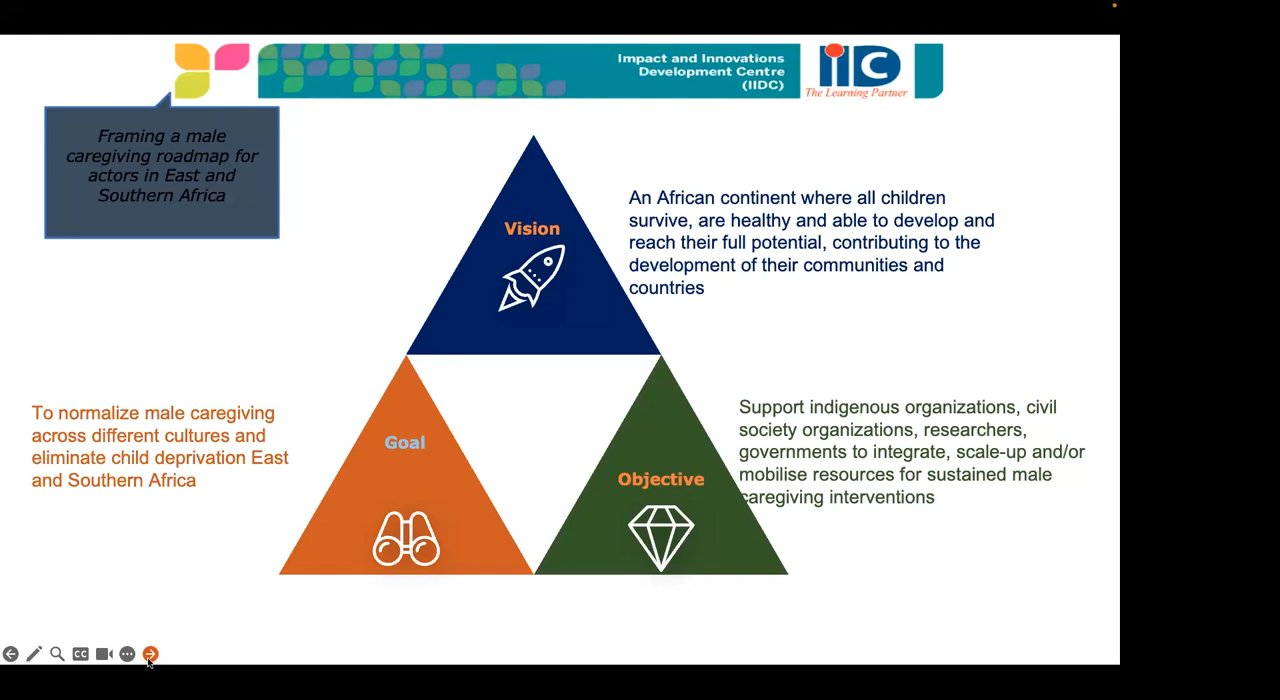 Impact and Innovations
Development Centre
(IIDC)
iIDC
The Learning Partner
Framing a male
caregiving roadmap for
actors in East and
Southern Africa
Vision
An African continent where all children
survive, are healthy and able to develop and
reach their full potential, contributing to the
development of their communities and
countries
To normalize male caregiving
across different cultures and
eliminate child deprivation East
and Southern Africa
Goal
Objective
Support indigenous organizations, civil
society organizations, researchers,
governments to integrate, scale-up and/or
mobilise resources for sustained male
caregiving interventions
CC